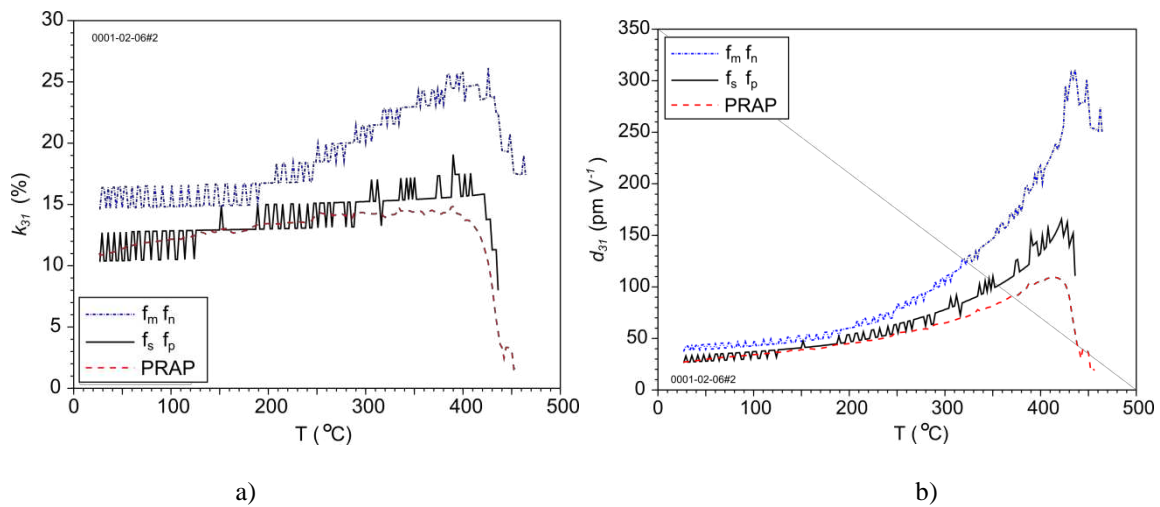 30
25
20
15
10
5
0
k31 (%)
0001-02-06#2
fm fn
fs fp
PRAP
0 100 200 300 400 500
T (°C)
a)
350
300
250
200
150
100
50
0
d31 (pm V-1)
fm fn
fs fp
PRAP
0001-02-06#2
0 100 200 300 400 500
T (°C)
b)